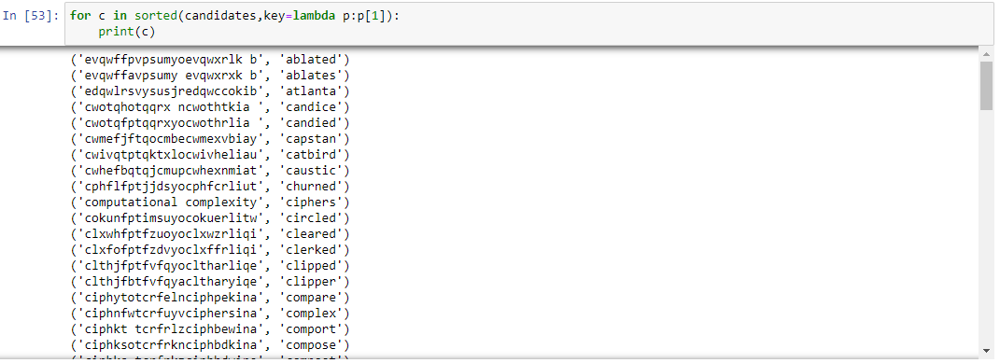 In [53]: for c in sorted(candidates,key=lambda p:p[1]):
print(c)
('evqwffpvpsumyoevqwxrlk b', 'ablated')
('evqwffavpsumy evqwxrxk b', 'ablates')
('edqwlrsvysusjredqwccokib', 'atlanta')
('cwotqhotqqrx ncwothtkia ', 'candice')
('cwotqfptqqrxyocwothrlia ', 'candied')
('cwmefjftqocmbecwmexvbiay', 'capstan')
('cwivqtptqktxlocwivheliau', 'catbird')
('cwhefbqtqjcmupcwhexnmiat', 'caustic')
('cphflfptjjdsyocphfcrliut', 'churned')
('computational complexity', 'ciphers')
('cokunfptimsuyocokuerlitw', 'circled')
('clxwhfptfzuoyoclxwzrliqi', 'cleared')
('clxfofptfzdvyoclxffrliqi', 'clerked')
('clthjfptfvfqyocltharliqe', 'clipped')
('clthjfbtfvfqyacltharyiqe', 'clipper')
('ciphytotcrfelnciphpekina', 'compare')
('ciphnfwtcrfuyvciphersina', 'complex')
('ciphkt tcrfrlzciphbewina', 'comport')
('ciphksotcrfrknciphbdkina', 'compose')